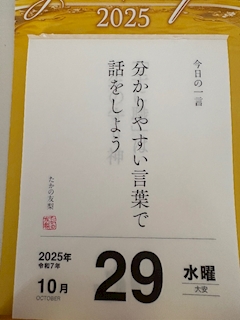 2025
今日の一言
分かりやすい言葉で
話をしよう
たかの友梨
2025年
令和7年
10月
OCTOBER
29
水曜
大安